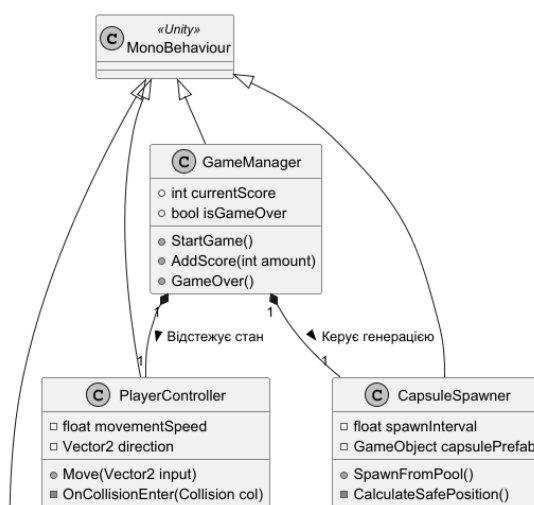 C
«Unity»
MonoBehaviour
C GameManager
int currentScore
bool isGameOver
StartGame()
AddScore(int amount)
GameOver()
1
1
Відстежує стан
Керує генерацією
1
1
C PlayerController
float movementSpeed
Vector2 direction
Move(Vector2 input)
OnCollisionEnter(Collision col)
C CapsuleSpawner
float spawnInterval
GameObject capsulePrefab
SpawnFromPool()
CalculateSafePosition()